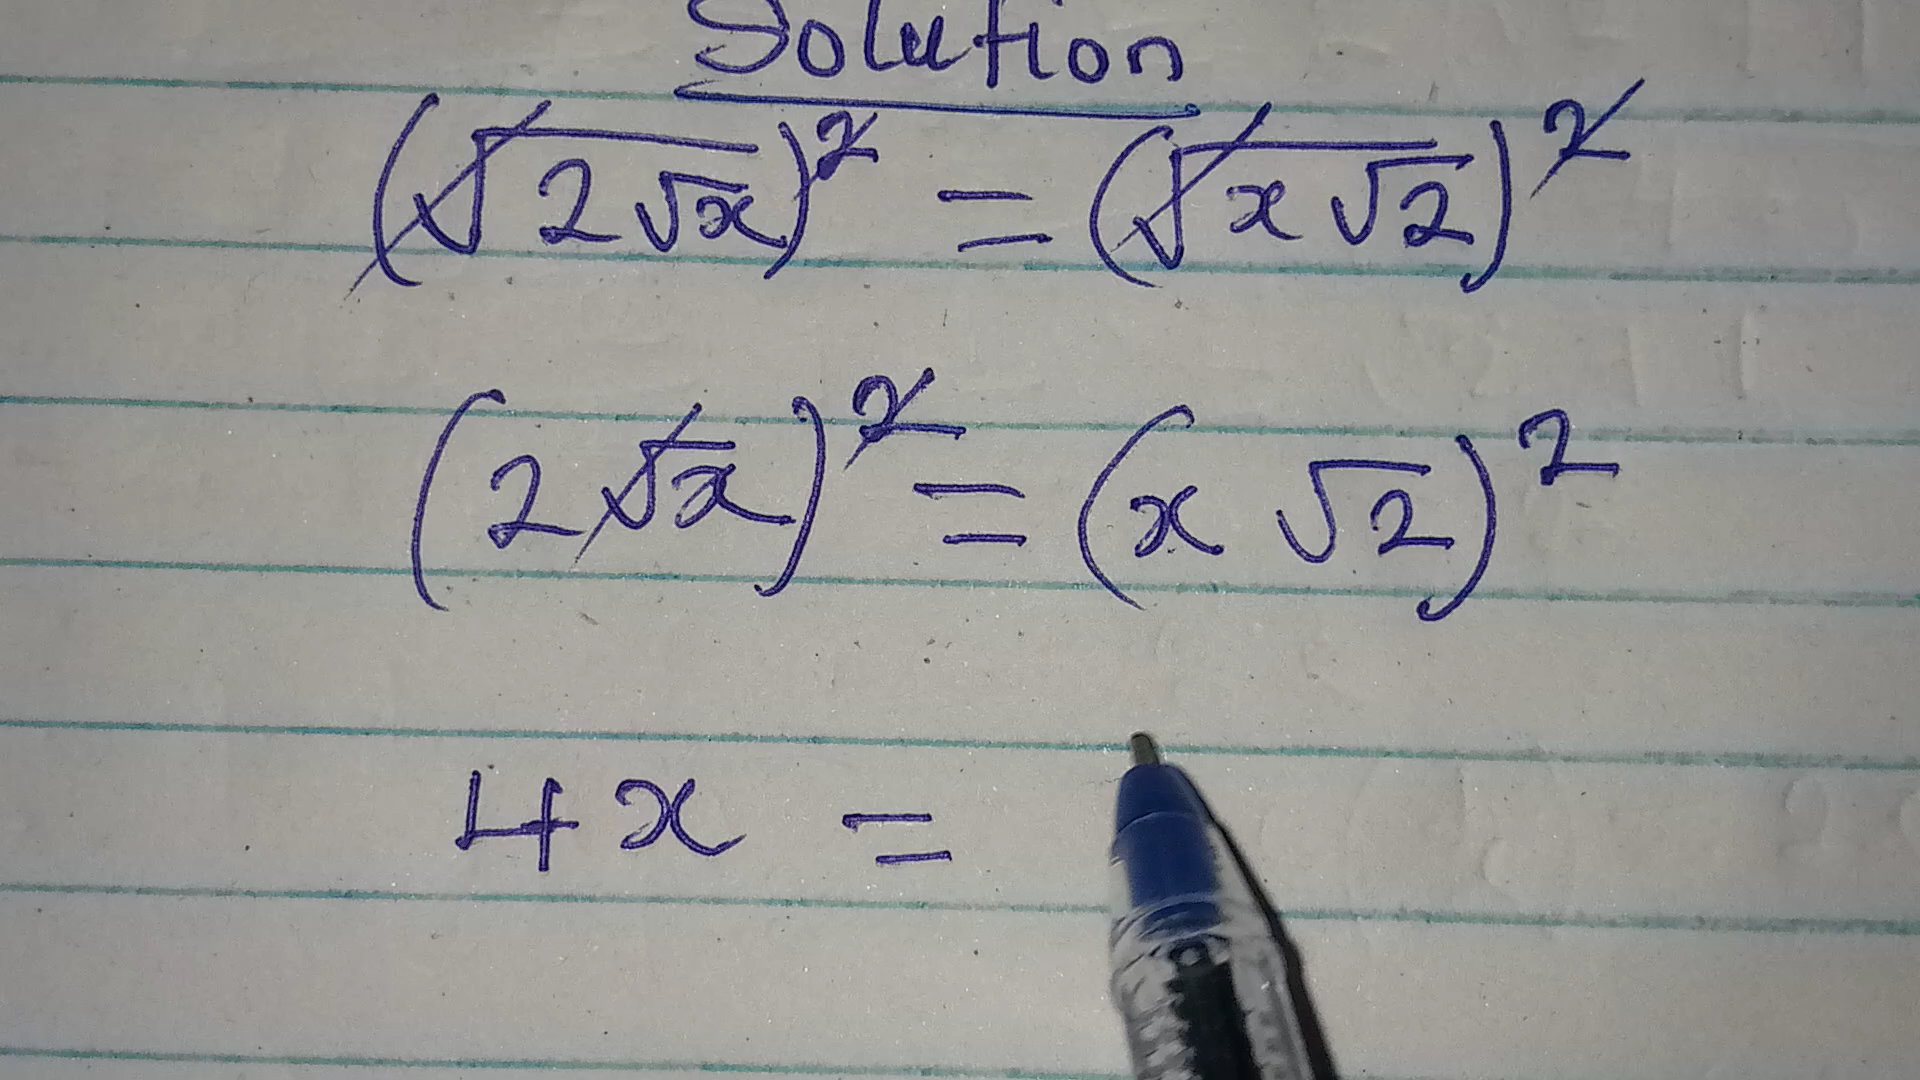 Solution
(√(2√x))² = (√(x√2))²
(2√x)² = (x√2)²
4x =